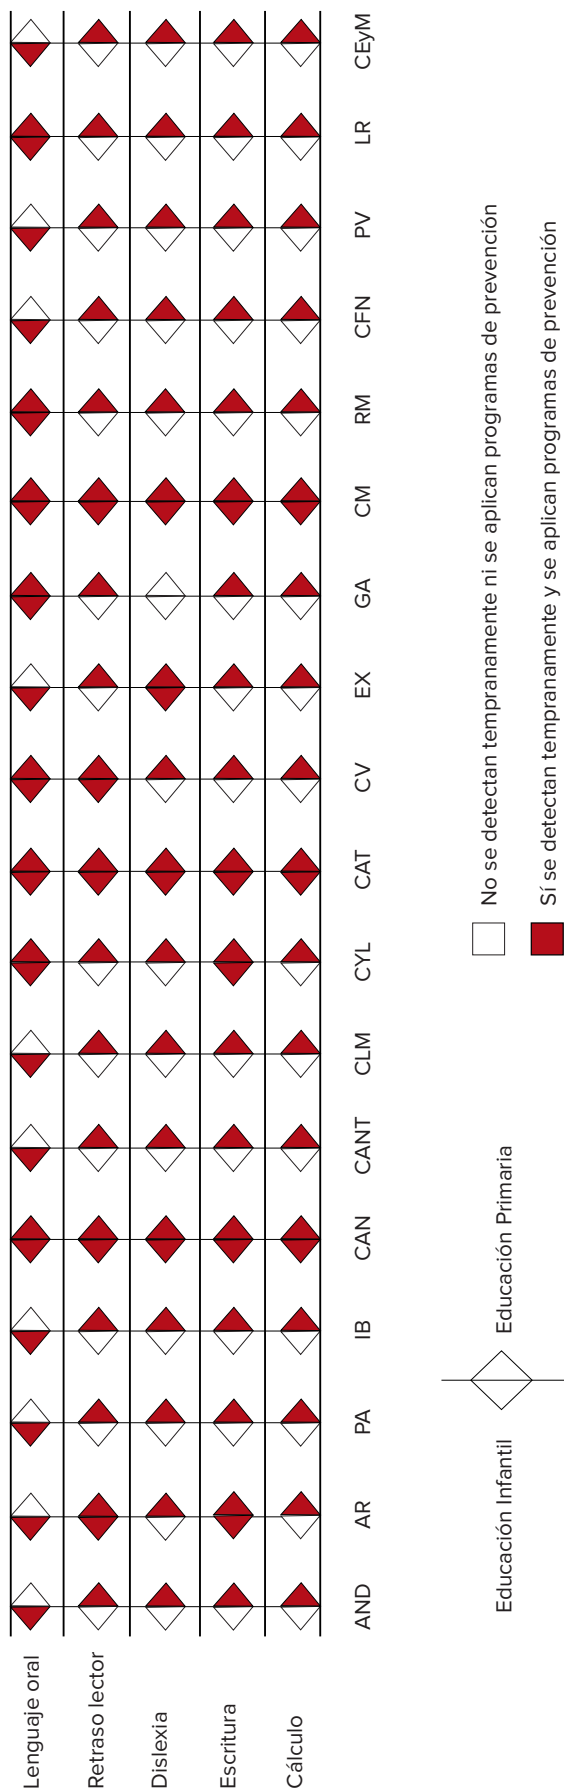 Lenguaje oral
Retraso lector
Dislexia
Escritura
Cálculo
AND AR PA IB CAN CANT CLM CYL CAT CV EX GA CM RM CFN PV LR CEyM
Educación Infantil Educación Primaria
No se detectan tempranamente ni se aplican programas de prevención
Sí se detectan tempranamente y se aplican programas de prevención